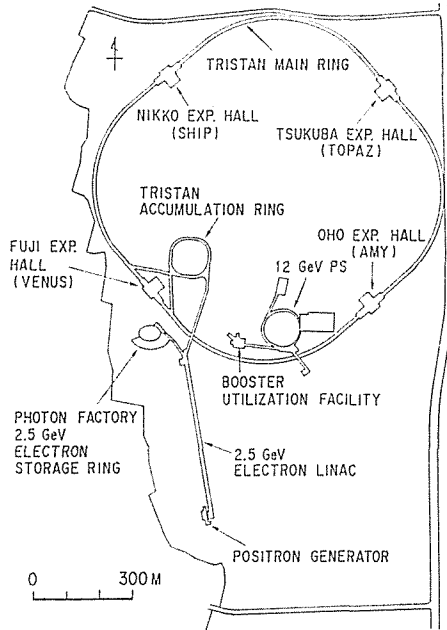 TRISTAN MAIN RING
NIKKO EXP. HALL
(SHIP)
TSUKUBA EXP. HALL
(TOPAZ)
TRISTAN
ACCUMULATION RING
FUJI EXP.
HALL
(VENUS)
OHO EXP. HALL
(AMY)
12 GeV PS
BOOSTER
UTILIZATION FACILITY
PHOTON FACTORY
2.5 GeV
ELECTRON
STORAGE RING
2.5 GeV
ELECTRON LINAC
POSITRON GENERATOR
0 300 M